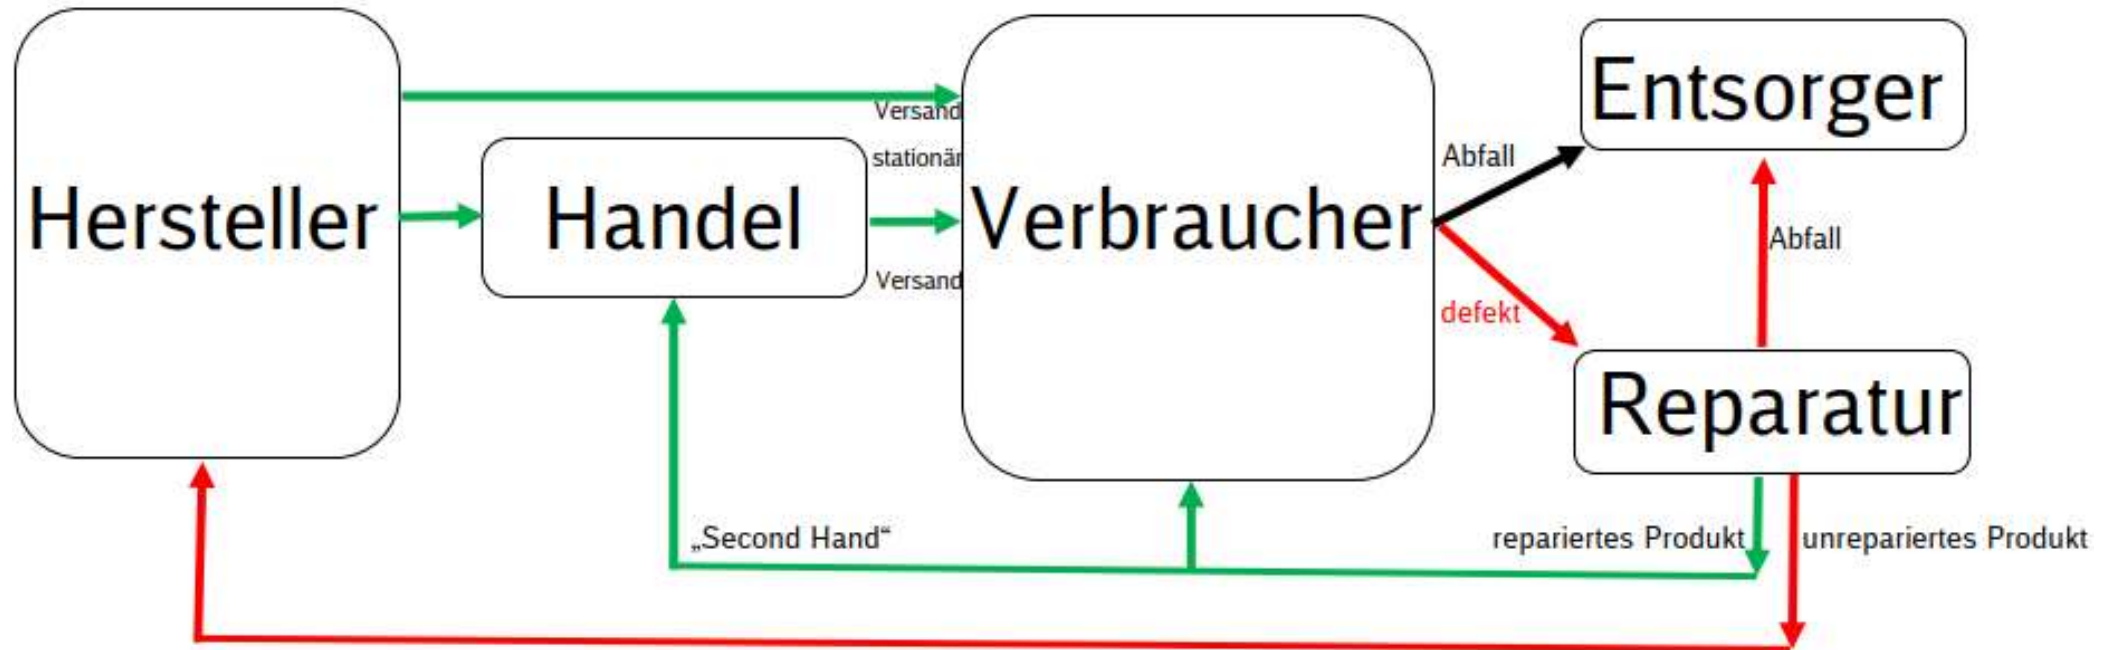 Hersteller
Versand
stationär
Handel
Versand
Verbraucher
Abfall
defekt
Entsorger
Abfall
Reparatur
„Second Hand“
repariertes Produkt
unrepariertes Produkt